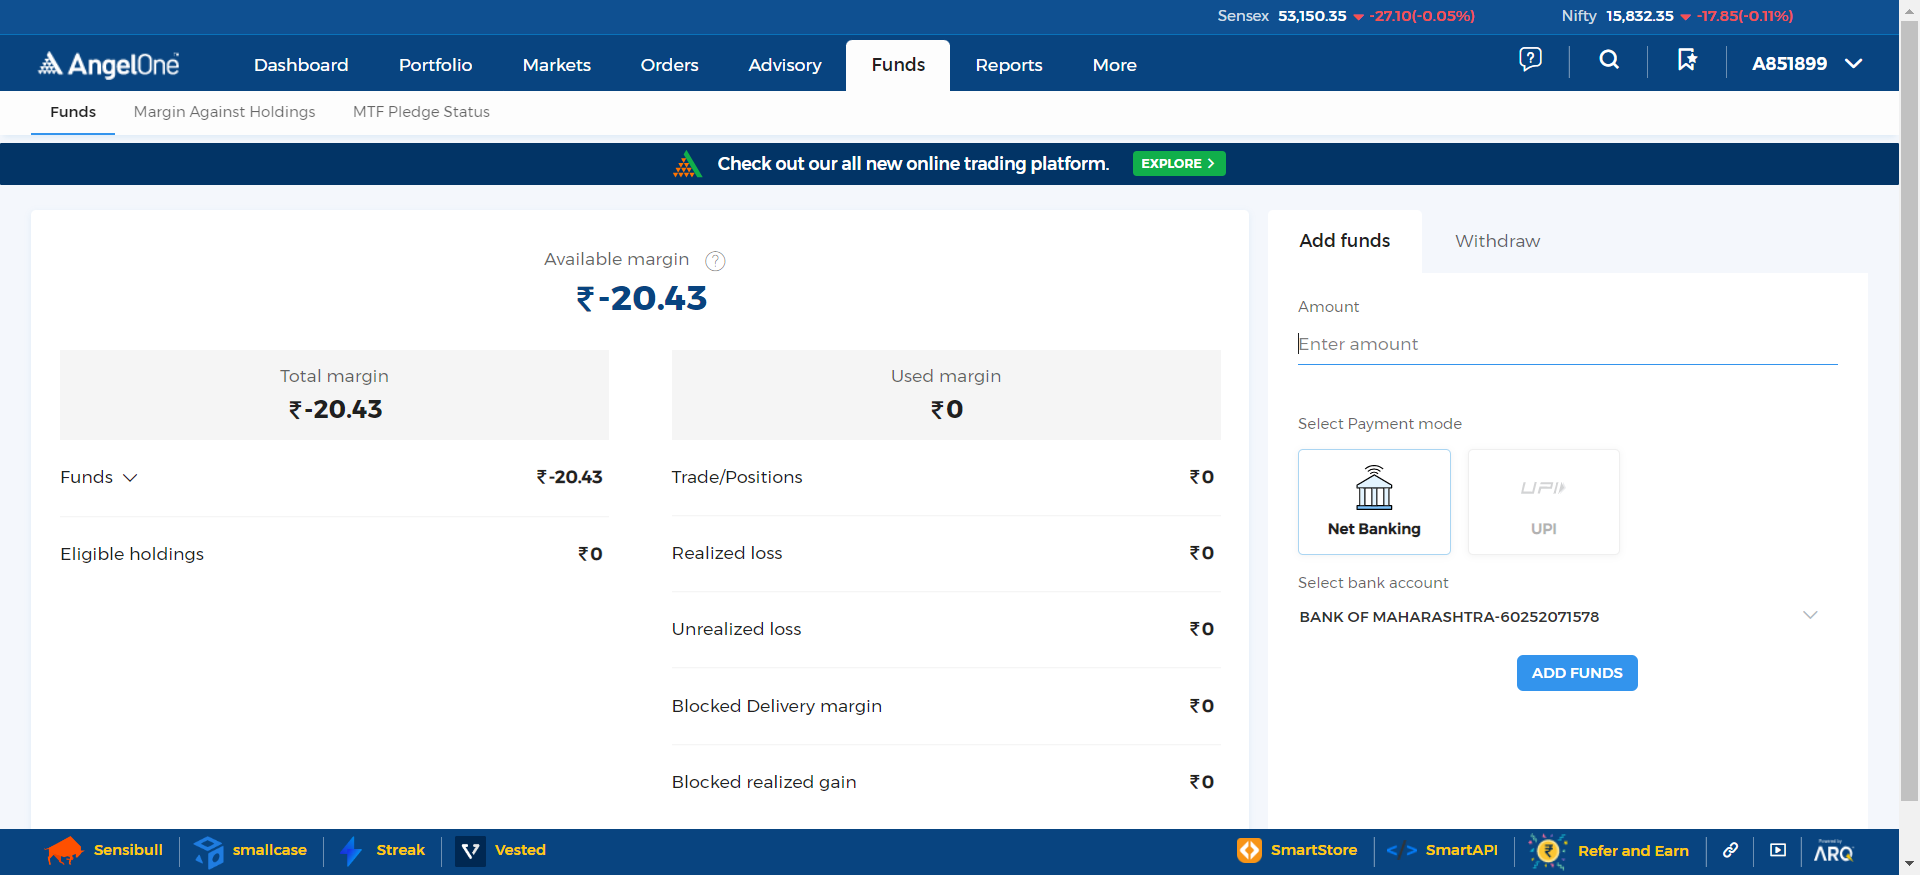 Sensex 53,150.35 -27.10(-0.05%) Nifty 15,832.35 -17.85(-0.11%)
AngelOne Dashboard Portfolio Markets Orders Advisory Funds Reports More A851899
Funds Margin Against Holdings MTF Pledge Status
Check out our all new online trading platform. EXPLORE
Available margin ?
₹-20.43
Total margin
₹-20.43
Used margin
₹0
Funds ₹-20.43
Eligible holdings ₹0
Trade/Positions ₹0
Realized loss ₹0
Unrealized loss ₹0
Blocked Delivery margin ₹0
Blocked realized gain ₹0
Add funds Withdraw
Amount
Enter amount
Select Payment mode
Net Banking
UPI
UPI
Select bank account
BANK OF MAHARASHTRA-60252071578
ADD FUNDS
Sensibull smallcase Streak Vested SmartStore SmartAPI Refer and Earn Powered by ARQ